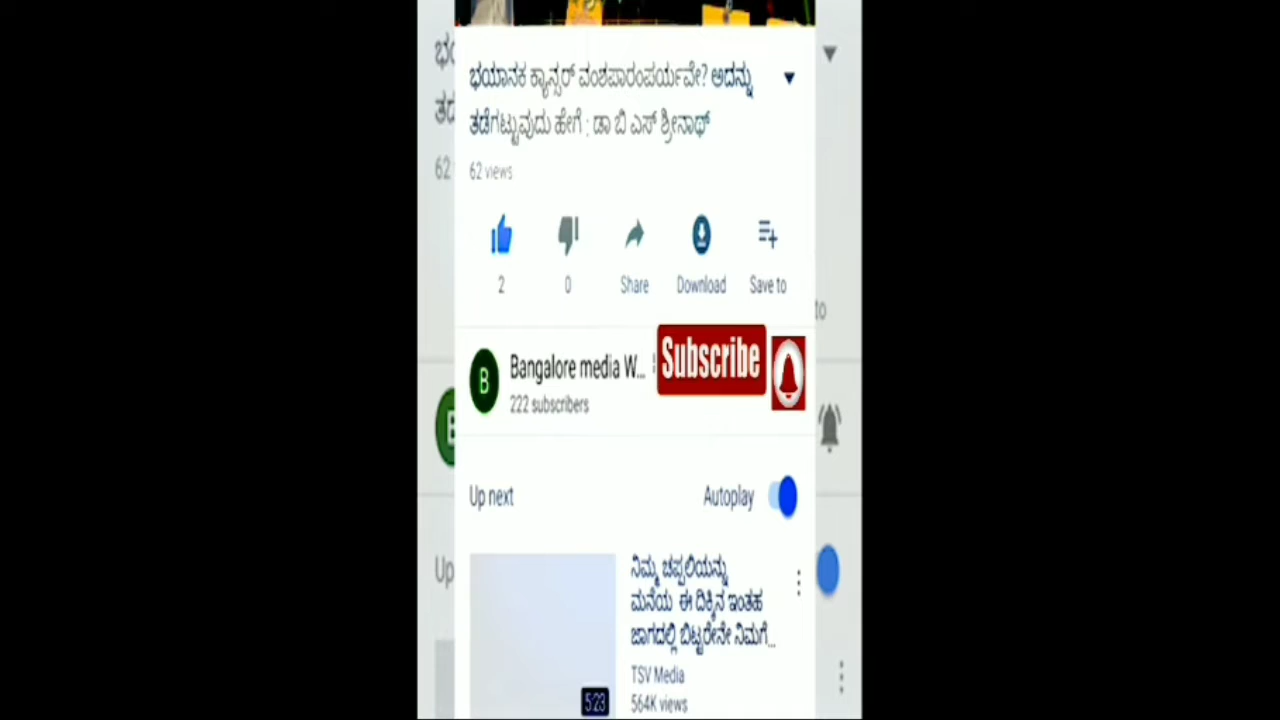 ಭಯಾನಕ ಕ್ಯಾನ್ಸರ್ ವಂಶಪಾರಂಪರ್ಯವೇ? ಅದನ್ನು
ತಡೆಗಟ್ಟುವುದು ಹೇಗೆ ; ಡಾ ಬಿ ಎಸ್ ಶ್ರೀನಾಥ್
62 views
2
0
Share
Download
Save to
B
Bangalore media W...
Subscribe
222 subscribers
Up next
Autoplay
ನಿಮ್ಮ ಚಪ್ಪಲಿಯನ್ನು
ಮನೆಯ ಈ ದಿಕ್ಕಿನ ಇಂತಹ
ಜಾಗದಲ್ಲಿ ಬಿಟ್ಟರೇನೇ ನಿಮಗೆ...
TSV Media
564K views
5:23